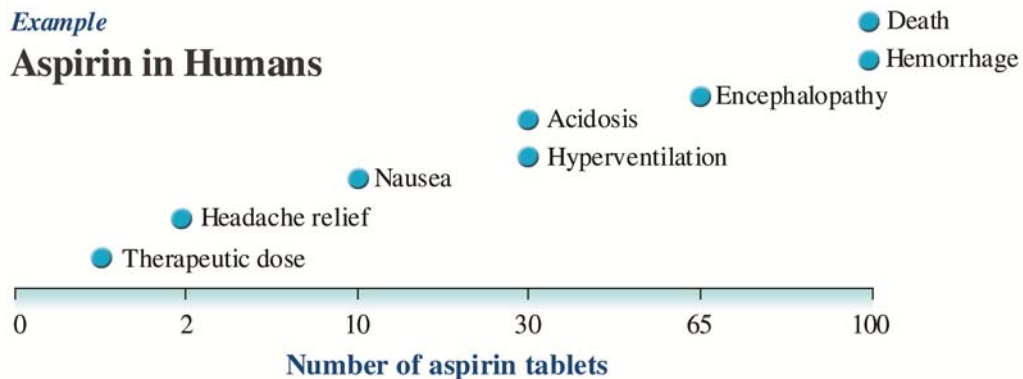 Example
Aspirin in Humans
Death
Hemorrhage
Encephalopathy
Acidosis
Hyperventilation
Nausea
Headache relief
Therapeutic dose
0 2 10 30 65 100
Number of aspirin tablets